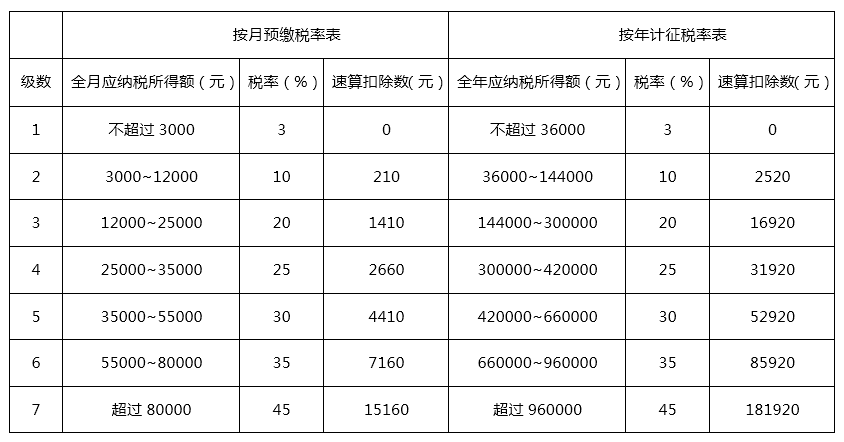 按月预缴税率表 按年计征税率表
级数 全月应纳税所得额（元） 税率（%） 速算扣除数（元） 全年应纳税所得额（元） 税率（%） 速算扣除数（元）
1 不超过 3000 3 0 不超过 36000 3 0
2 3000~12000 10 210 36000~144000 10 2520
3 12000~25000 20 1410 144000~300000 20 16920
4 25000~35000 25 2660 300000~420000 25 31920
5 35000~55000 30 4410 420000~660000 30 52920
6 55000~80000 35 7160 660000~960000 35 85920
7 超过 80000 45 15160 超过 960000 45 181920